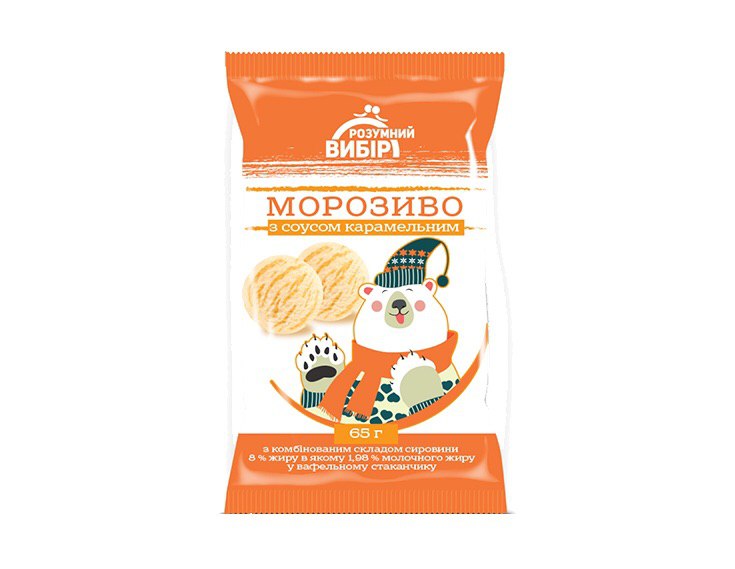 РОЗУМНИЙ
ВИБІР
МОРОЗИВО
з соусом карамельним
65 г
з комбінованим складом сировини
8 % жиру в якому 1,98 % молочного жиру
у вафельному стаканчику